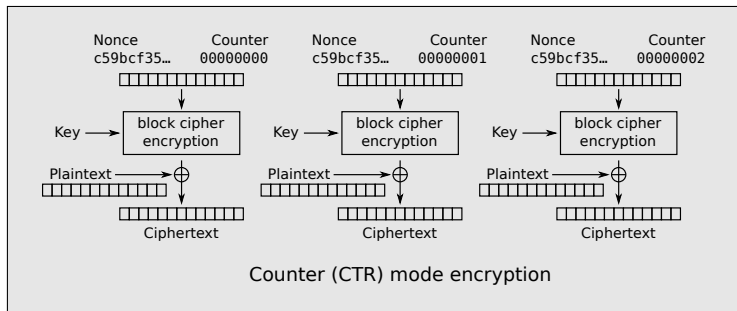 Nonce Counter Nonce Counter Nonce Counter
c59bcf35… 00000000 c59bcf35… 00000001 c59bcf35… 00000002
block cipher block cipher block cipher
Key Key Key
encryption encryption encryption
Plaintext Plaintext Plaintext
Ciphertext Ciphertext Ciphertext
Counter (CTR) mode encryption